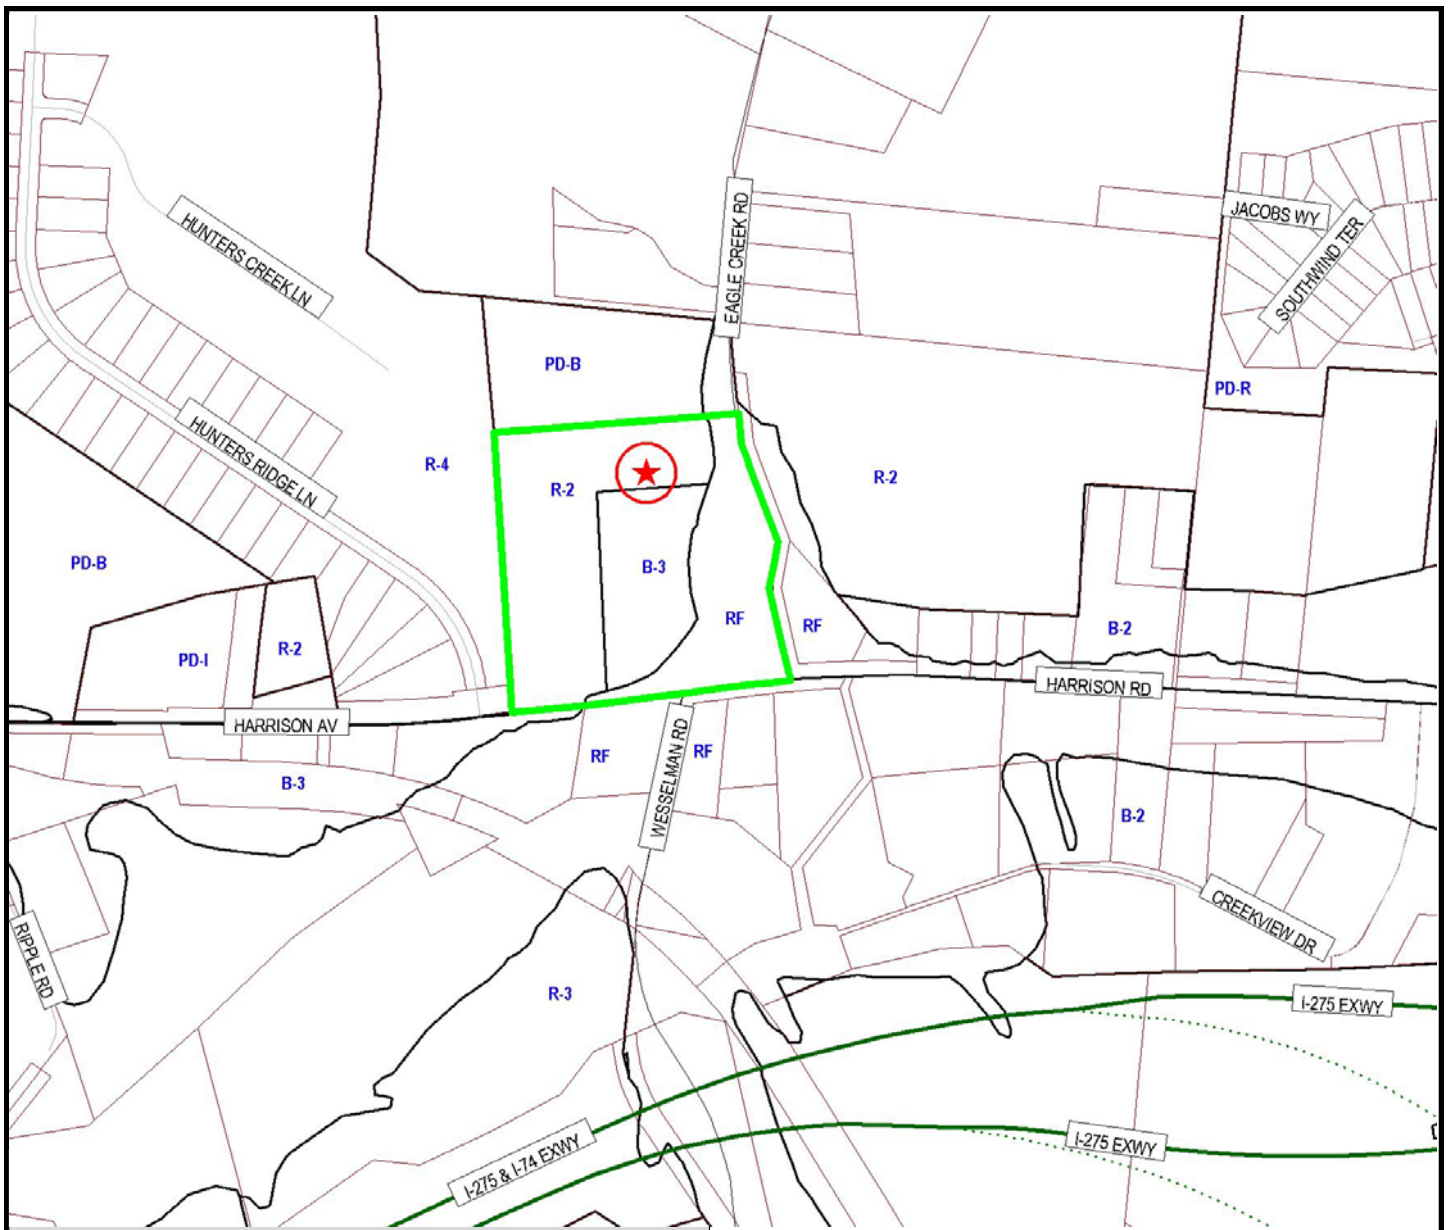 EAGLE CREEK RD
JACOBS WY
SOUTHWIND TER
HUNTERS CREEK LN
PD-B
PD-R
HUNTERS RIDGE LN
R-4
R-2
R-2
PD-B
B-3
RF
RF
B-2
PD-I
R-2
HARRISON RD
HARRISON AV
WESSELMAN RD
RF
RF
B-3
B-2
CREEKVIEW DR
RIPPLE RD
R-3
I-275 EXWY
I-275 EXWY
I-275 & I-74 EXWY